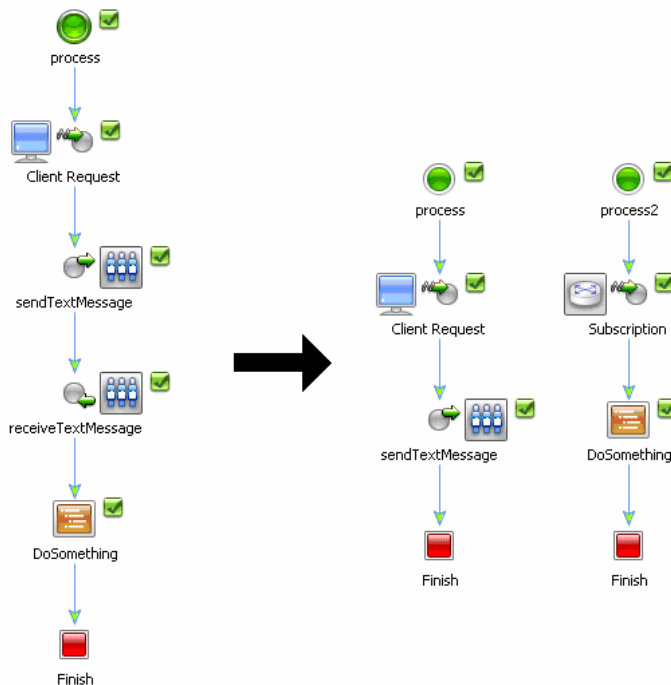 process
Client Request
sendTextMessage
receiveTextMessage
DoSomething
Finish
process
Client Request
sendTextMessage
Finish
process2
Subscription
DoSomething
Finish